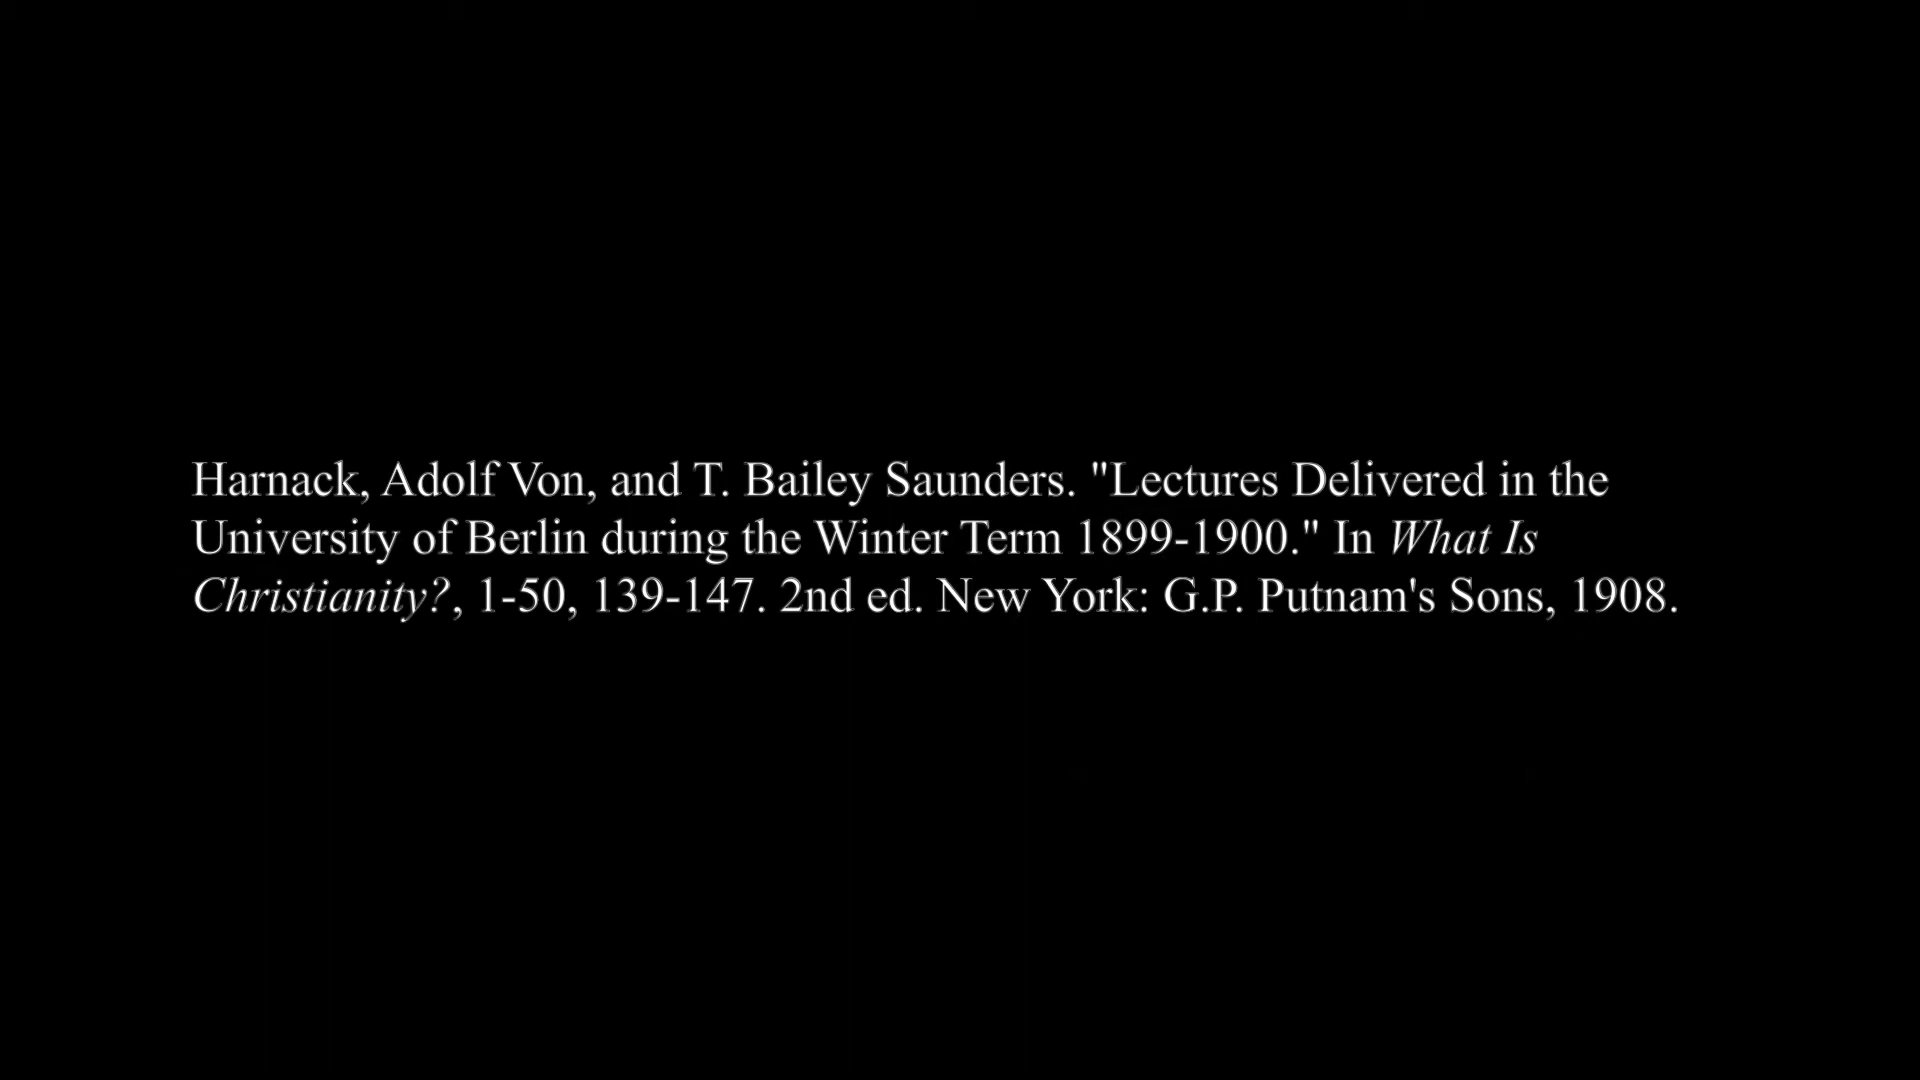 Harnack, Adolf Von, and T. Bailey Saunders. "Lectures Delivered in the
University of Berlin during the Winter Term 1899-1900." In What Is
Christianity?, 1-50, 139-147. 2nd ed. New York: G.P. Putnam's Sons, 1908.